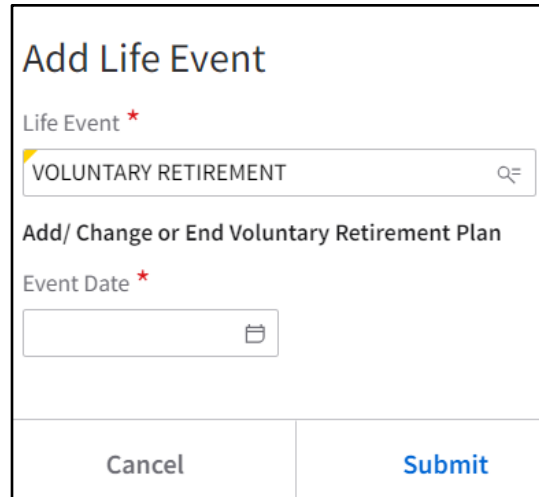 Add Life Event
Life Event *
VOLUNTARY RETIREMENT
Add/ Change or End Voluntary Retirement Plan
Event Date *
Cancel Submit